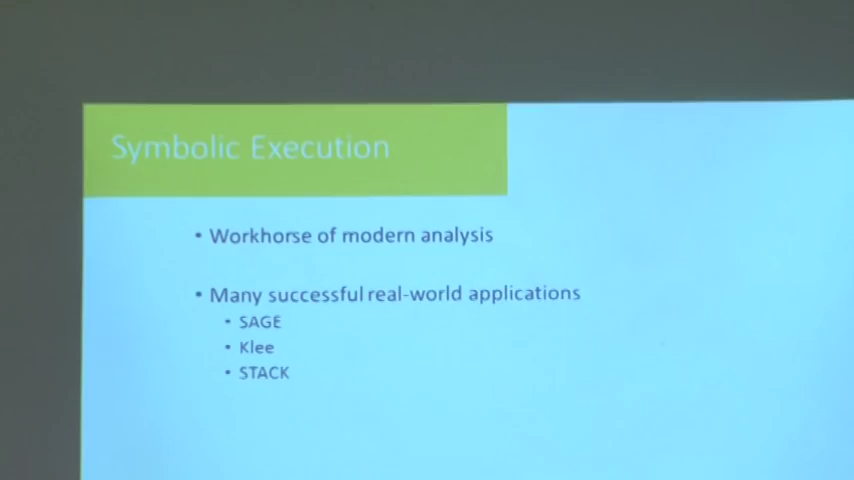 Symbolic Execution
• Workhorse of modern analysis
• Many successful real-world applications
• SAGE
• Klee
• STACK